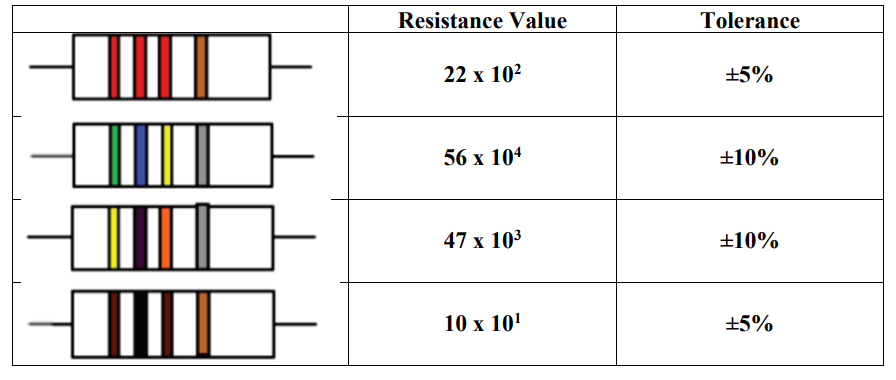 Resistance Value Tolerance
22 x 10² ±5%
56 x 10⁴ ±10%
47 x 10³ ±10%
10 x 10¹ ±5%